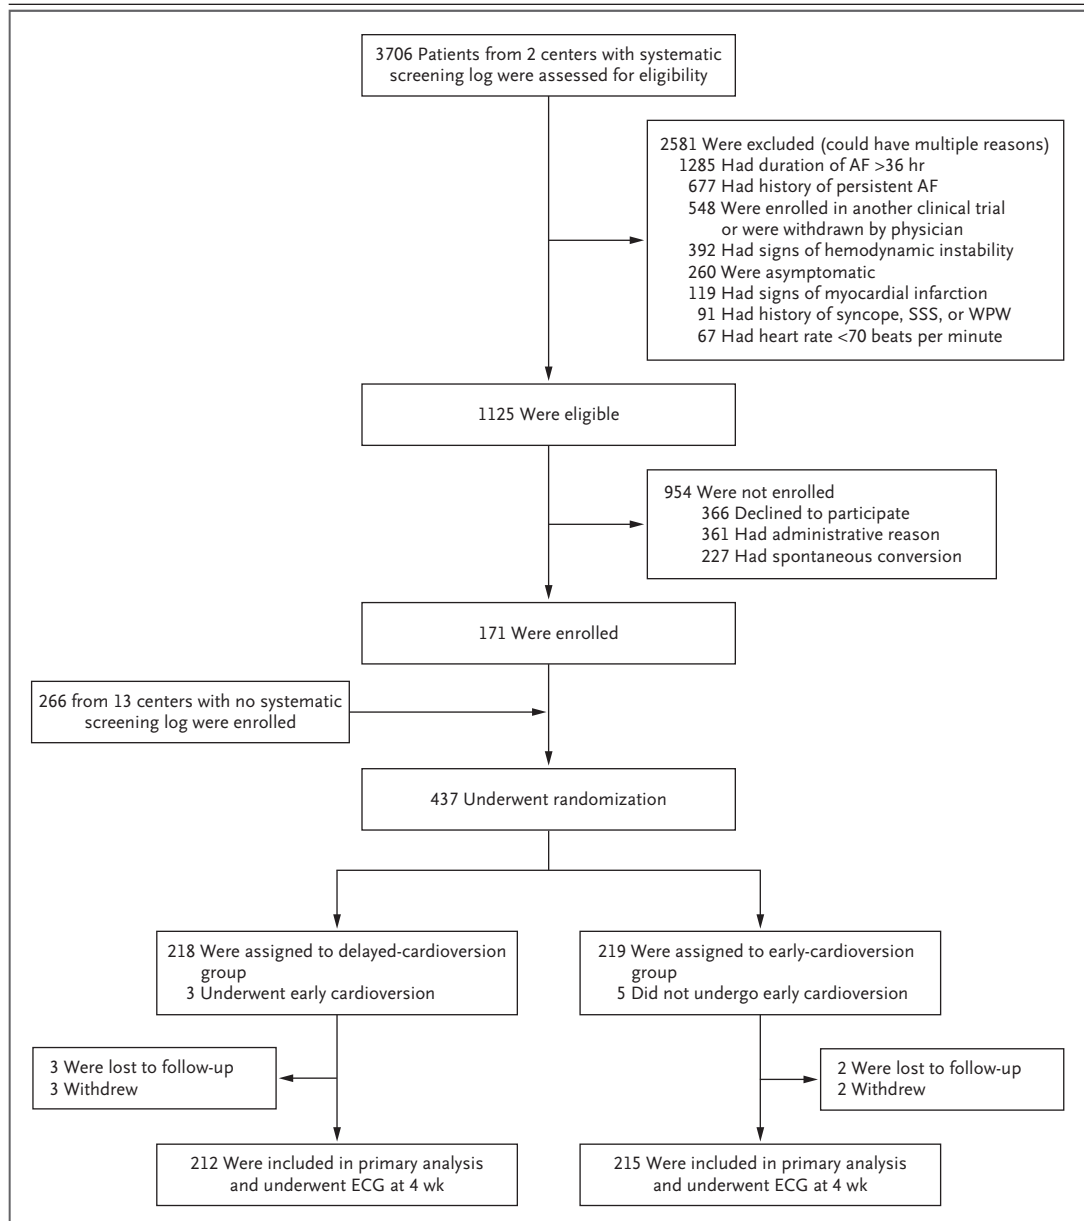 3706 Patients from 2 centers with systematic
screening log were assessed for eligibility
2581 Were excluded (could have multiple reasons)
1285 Had duration of AF >36 hr
677 Had history of persistent AF
548 Were enrolled in another clinical trial
or were withdrawn by physician
392 Had signs of hemodynamic instability
260 Were asymptomatic
119 Had signs of myocardial infarction
91 Had history of syncope, SSS, or WPW
67 Had heart rate <70 beats per minute
1125 Were eligible
954 Were not enrolled
366 Declined to participate
361 Had administrative reason
227 Had spontaneous conversion
171 Were enrolled
266 from 13 centers with no systematic
screening log were enrolled
437 Underwent randomization
218 Were assigned to delayed-cardioversion
group
3 Underwent early cardioversion
219 Were assigned to early-cardioversion
group
5 Did not undergo early cardioversion
3 Were lost to follow-up
3 Withdrew
2 Were lost to follow-up
2 Withdrew
212 Were included in primary analysis
and underwent ECG at 4 wk
215 Were included in primary analysis
and underwent ECG at 4 wk